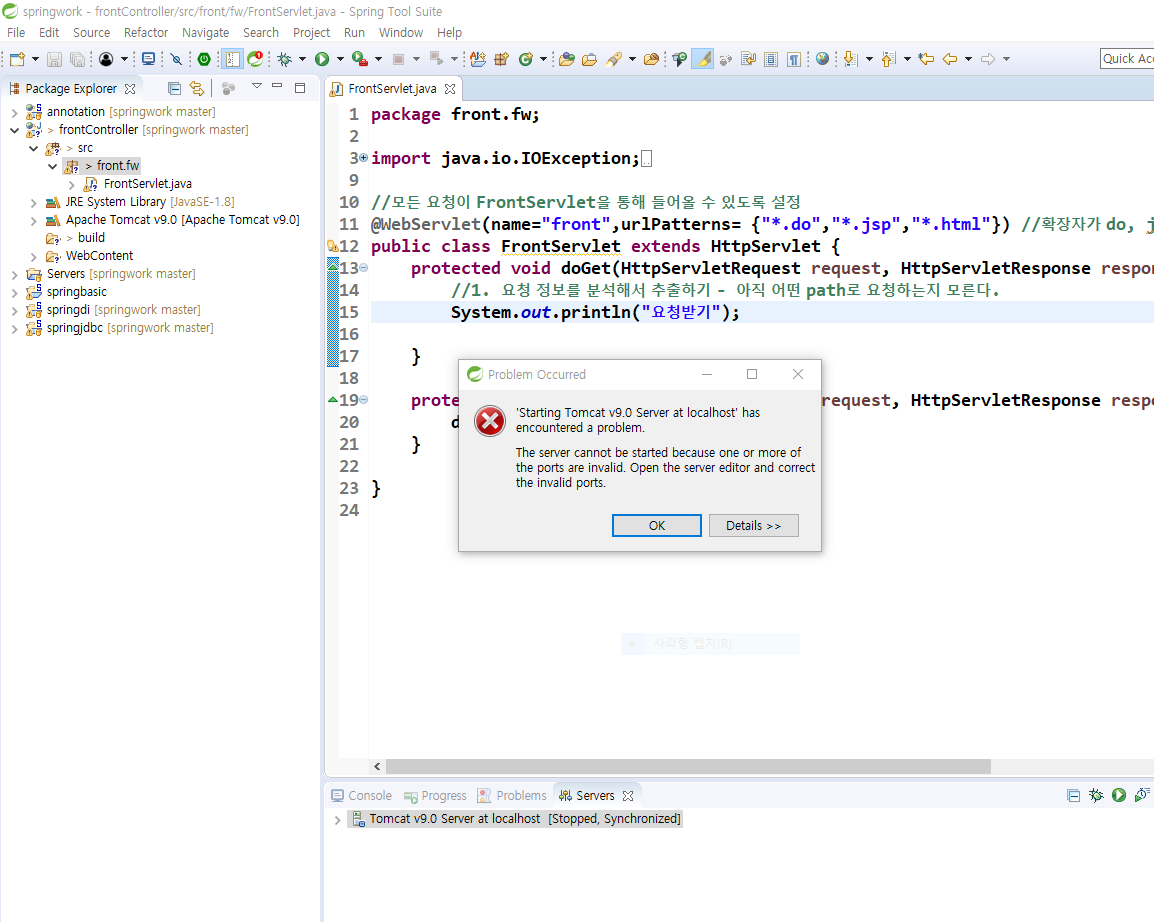 springwork - frontController/src/front/fw/FrontServlet.java - Spring Tool Suite
File Edit Source Refactor Navigate Search Project Run Window Help
Quick Acc
Package Explorer
annotation [springwork master]
> frontController [springwork master]
> src
> front.fw
FrontServlet.java
JRE System Library [JavaSE-1.8]
Apache Tomcat v9.0 [Apache Tomcat v9.0]
> build
WebContent
Servers [springwork master]
springbasic
springdi [springwork master]
springjdbc [springwork master]
FrontServlet.java
1 package front.fw;
2
3 import java.io.IOException;
9
10 //모든 요청이 FrontServlet을 통해 들어올 수 있도록 설정
11 @WebServlet(name="front",urlPatterns= {"*.do","*.jsp","*.html"}) //확장자가 do, j
12 public class FrontServlet extends HttpServlet {
13 protected void doGet(HttpServletRequest request, HttpServletResponse respon
14 //1. 요청 정보를 분석해서 추출하기 - 아직 어떤 path로 요청하는지 모른다.
15 System.out.println("요청받기");
16
17 }
18
19 prote request, HttpServletResponse respo
20 d
21 }
22
23 }
24
Problem Occurred
'Starting Tomcat v9.0 Server at localhost' has
encountered a problem.
The server cannot be started because one or more of
the ports are invalid. Open the server editor and correct
the invalid ports.
OK Details >>
사각형 캡처(R)
Console Progress Problems Servers
Tomcat v9.0 Server at localhost [Stopped, Synchronized]